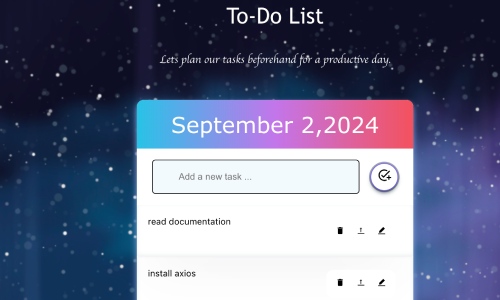 To-Do List
Lets plan our tasks beforehand for a productive day.
September 2,2024
Add a new task ...
read documentation
install axios